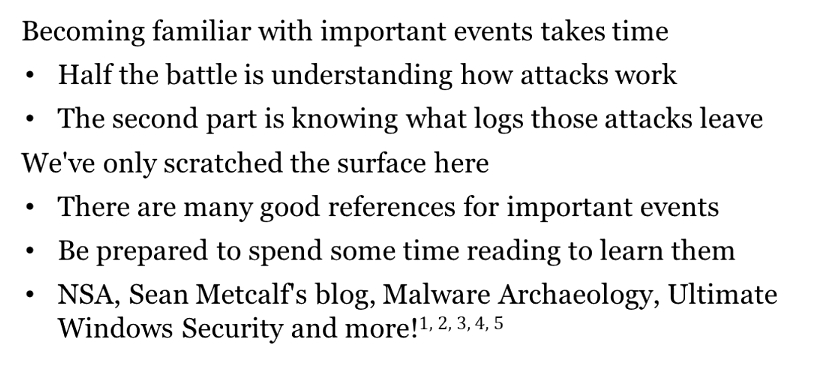 Becoming familiar with important events takes time
• Half the battle is understanding how attacks work
• The second part is knowing what logs those attacks leave
We've only scratched the surface here
• There are many good references for important events
• Be prepared to spend some time reading to learn them
• NSA, Sean Metcalf's blog, Malware Archaeology, Ultimate
Windows Security and more!1, 2, 3, 4, 5